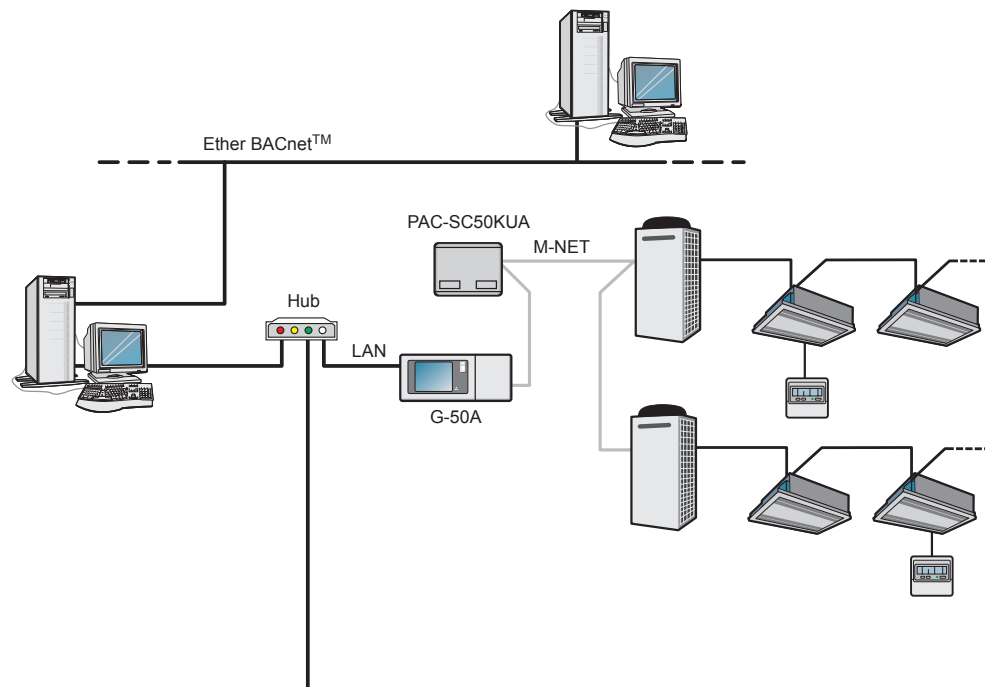 Ether BACnet™
PAC-SC50KUA
M-NET
Hub
LAN
G-50A